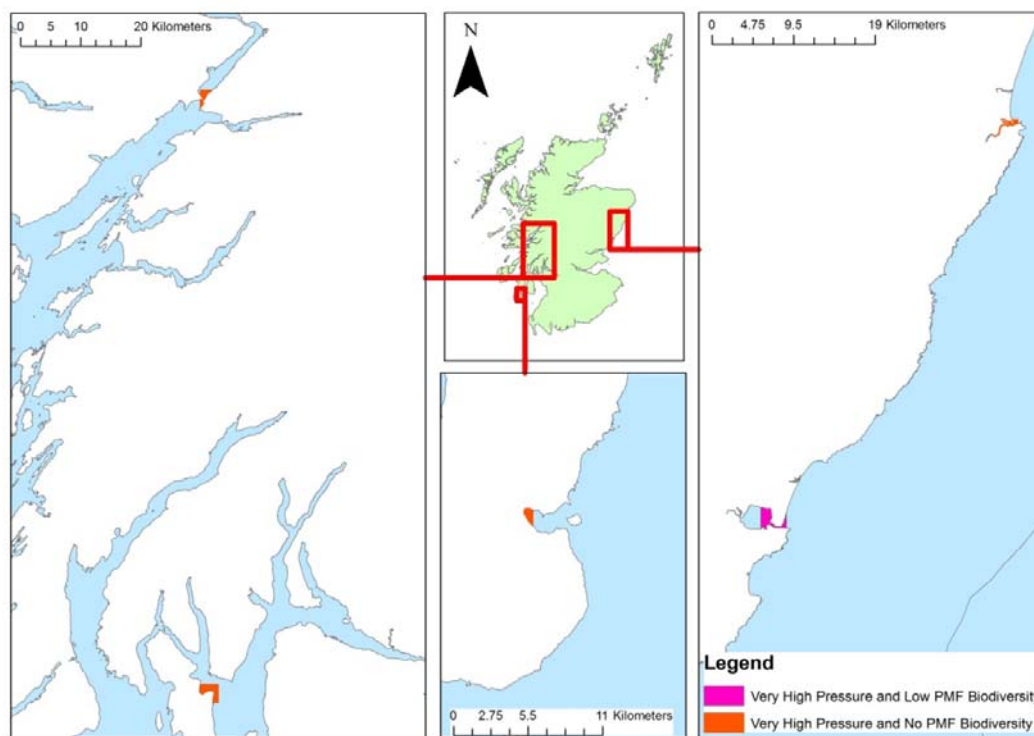 0 5 10 20 Kilometers
N
0 4.75 9.5 19 Kilometers
0 2.75 5.5 11 Kilometers
Legend
Very High Pressure and Low PMF Biodiversity
Very High Pressure and No PMF Biodiversity